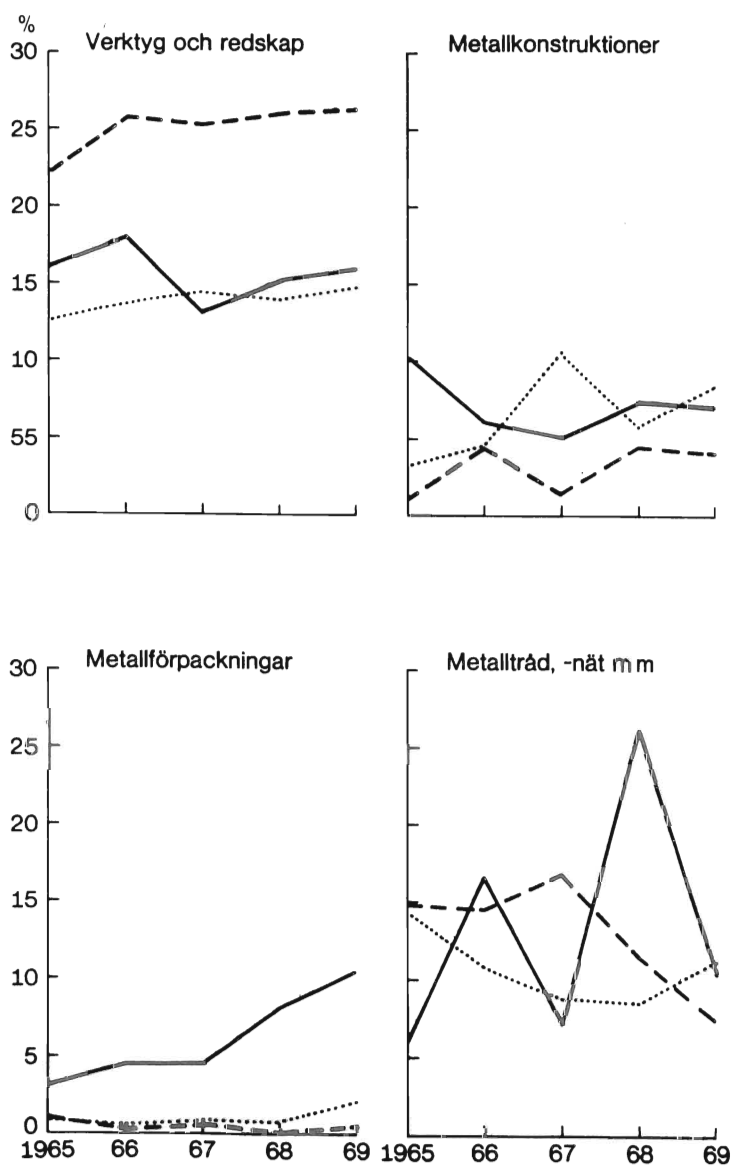 %
Verktyg och redskap
Metallkonstruktioner
30
25
20
15
10
55
0
Metallförpackningar
Metalltråd, -nät m m
30
25
20
15
10
5
0
1965 66 67 68 69
1965 66 67 68 69